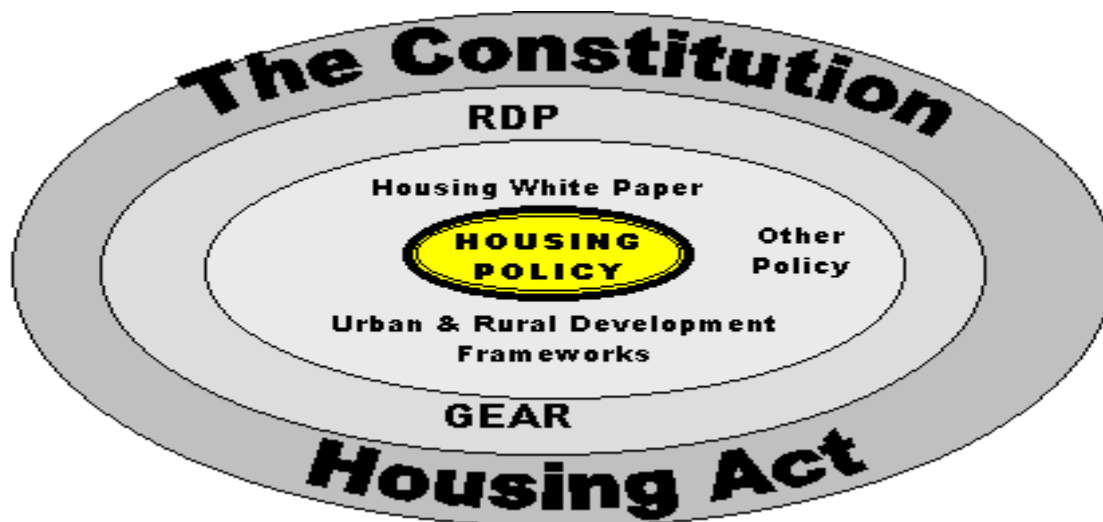 The Constitution
RDP
Housing White Paper
HOUSING
POLICY
Other
Policy
Urban & Rural Development
Frameworks
GEAR
Housing Act